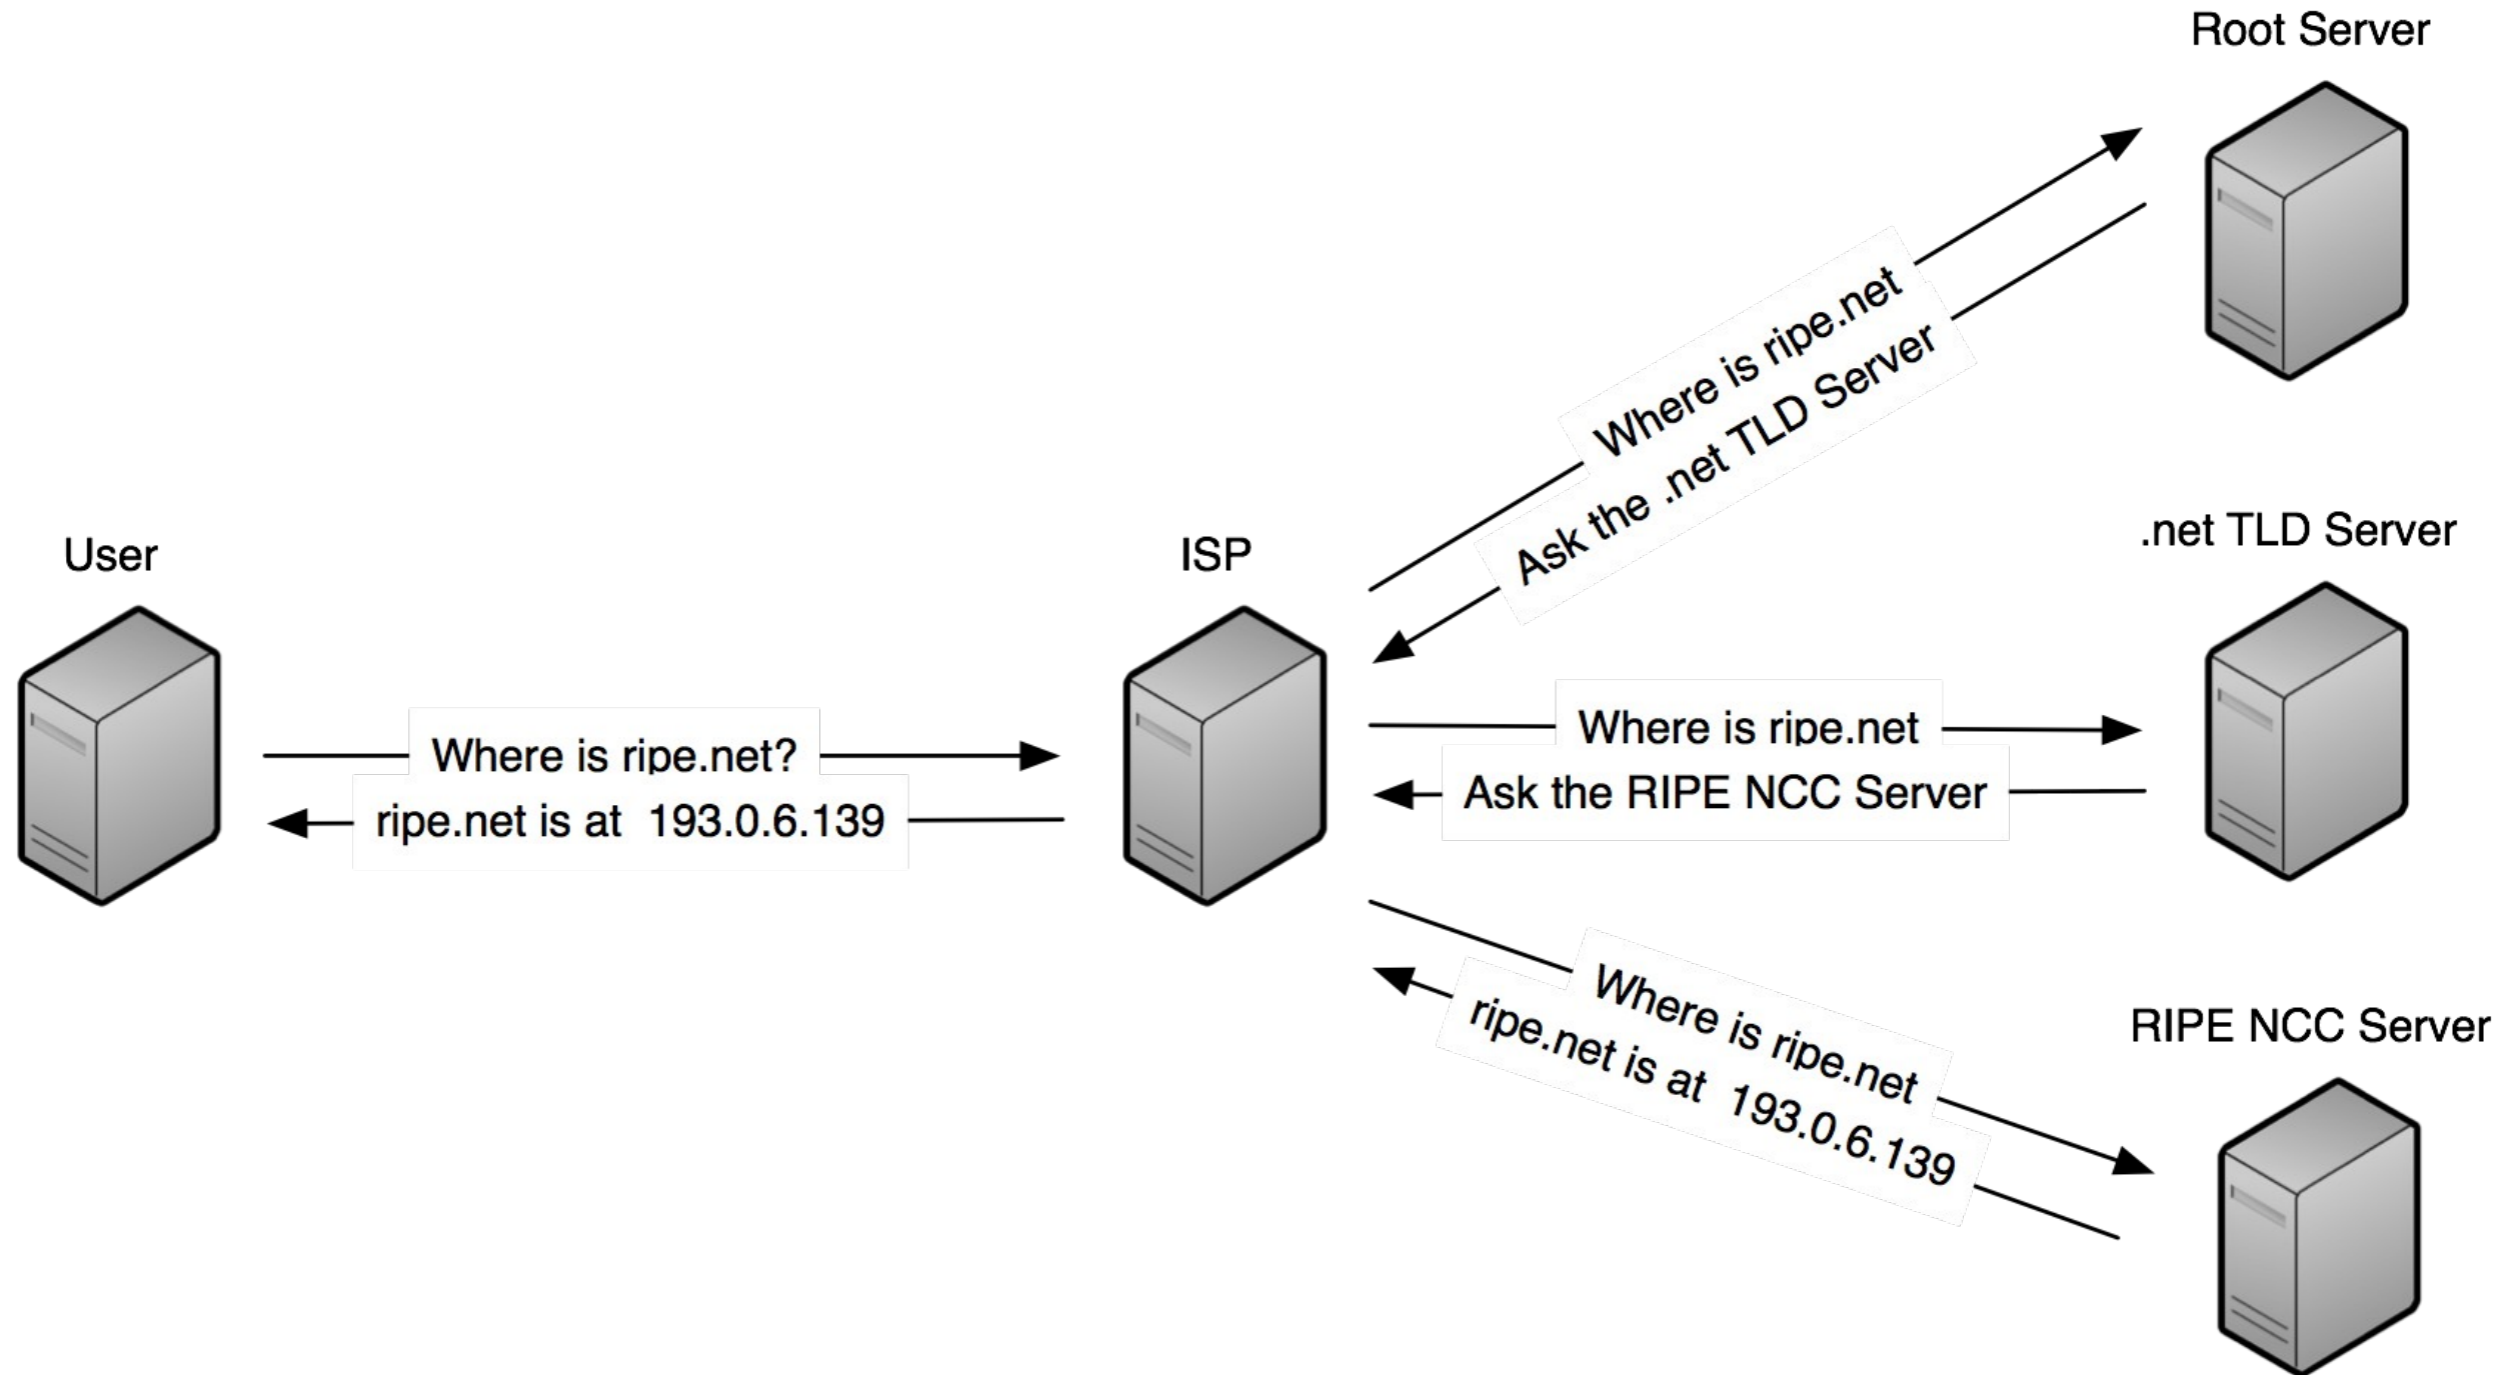 Root Server
Where is ripe.net
Ask the .net TLD Server
User
ISP
.net TLD Server
Where is ripe.net?
ripe.net is at 193.0.6.139
Where is ripe.net
Ask the RIPE NCC Server
Where is ripe.net
ripe.net is at 193.0.6.139
RIPE NCC Server